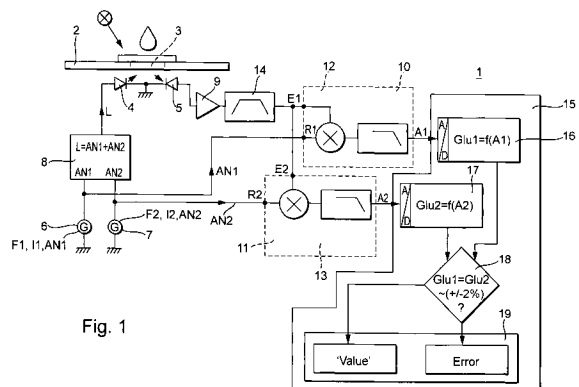 2
3
9
14
12
10
1
15
4
5
E1
A1
A
D
Glu1=f(A1)
16
L
R1
8
L=AN1+AN2
AN1 AN2
AN1
E2
17
R2
AN2
A2
A
D
Glu2=f(A2)
6
G
G
7
F2, I2,AN2
F1, I1,AN1
11
13
18
Glu1=Glu2
~(+/-2%)
?
19
Fig. 1
'Value'
Error